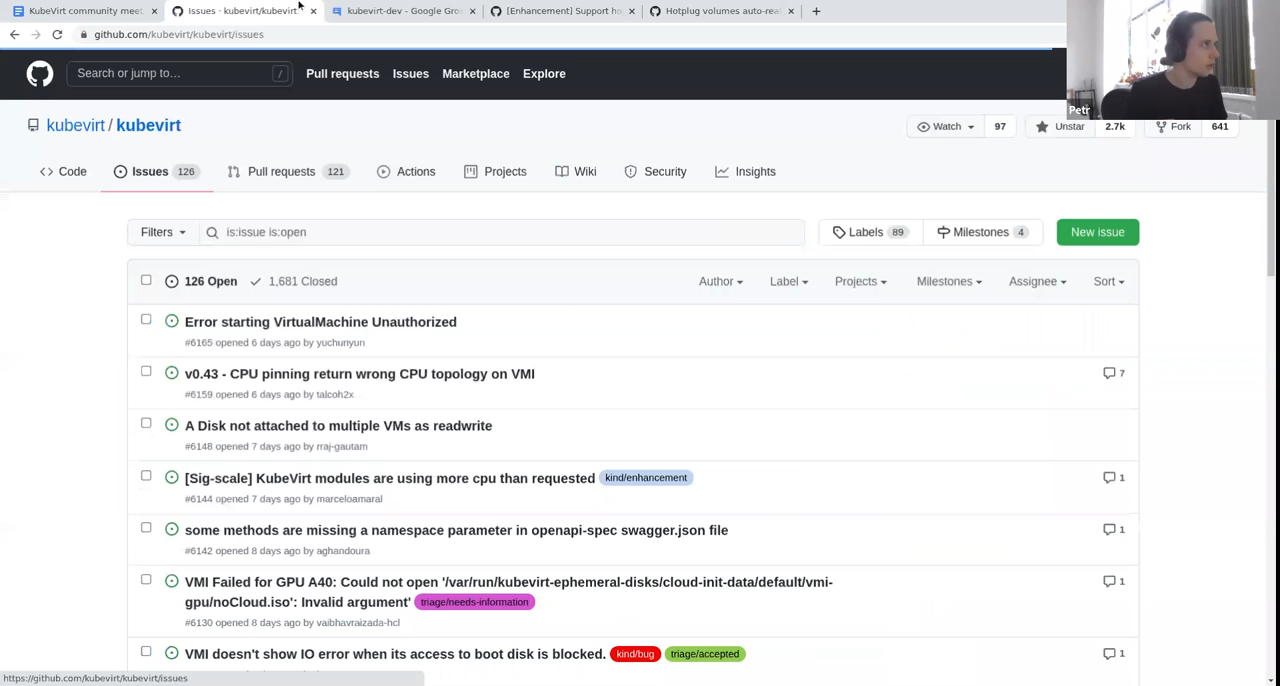 KubeVirt community meet
Issues · kubevirt/kubevirt
kubevirt-dev - Google Gro
[Enhancement] Support ho
Hotplug volumes auto-rea
github.com/kubevirt/kubevirt/issues
Search or jump to…
/
Pull requests
Issues
Marketplace
Explore
Petr
kubevirt / kubevirt
Watch
97
Unstar
2.7k
Fork
641
Code
Issues 126
Pull requests 121
Actions
Projects
Wiki
Security
Insights
Filters
is:issue is:open
Labels 89
Milestones 4
New issue
126 Open
1,681 Closed
Author
Label
Projects
Milestones
Assignee
Sort
Error starting VirtualMachine Unauthorized
#6165 opened 6 days ago by yuchunyun
v0.43 - CPU pinning return wrong CPU topology on VMI
7
#6159 opened 6 days ago by talcoh2x
A Disk not attached to multiple VMs as readwrite
#6148 opened 7 days ago by rraj-gautam
[Sig-scale] KubeVirt modules are using more cpu than requested kind/enhancement
1
#6144 opened 7 days ago by marceloamaral
some methods are missing a namespace parameter in openapi-spec swagger.json file
1
#6142 opened 8 days ago by aghandoura
VMI Failed for GPU A40: Could not open '/var/run/kubevirt-ephemeral-disks/cloud-init-data/default/vmi-
1
gpu/noCloud.iso': Invalid argument' triage/needs-information
#6130 opened 8 days ago by vaibhavraizada-hcl
VMI doesn't show IO error when its access to boot disk is blocked. kind/bug triage/accepted
1
https://github.com/kubevirt/kubevirt/issues